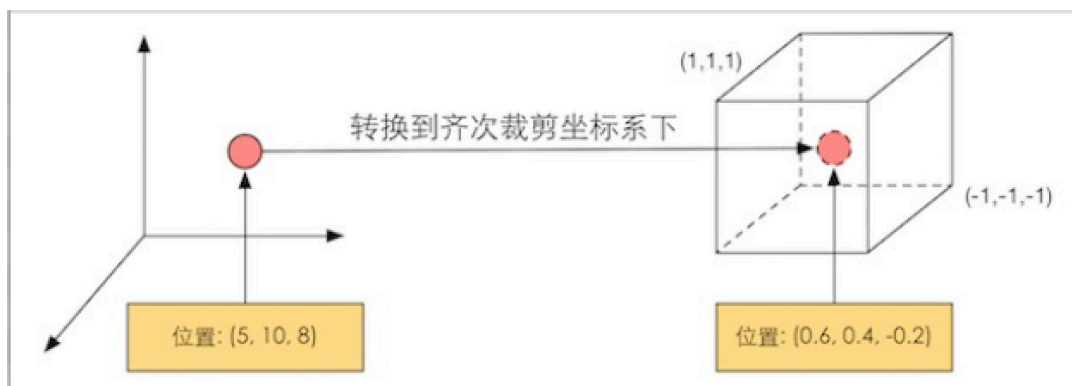 (1,1,1)
转换到齐次裁剪坐标系下
(-1,-1,-1)
位置: (5, 10, 8)
位置: (0.6, 0.4, -0.2)